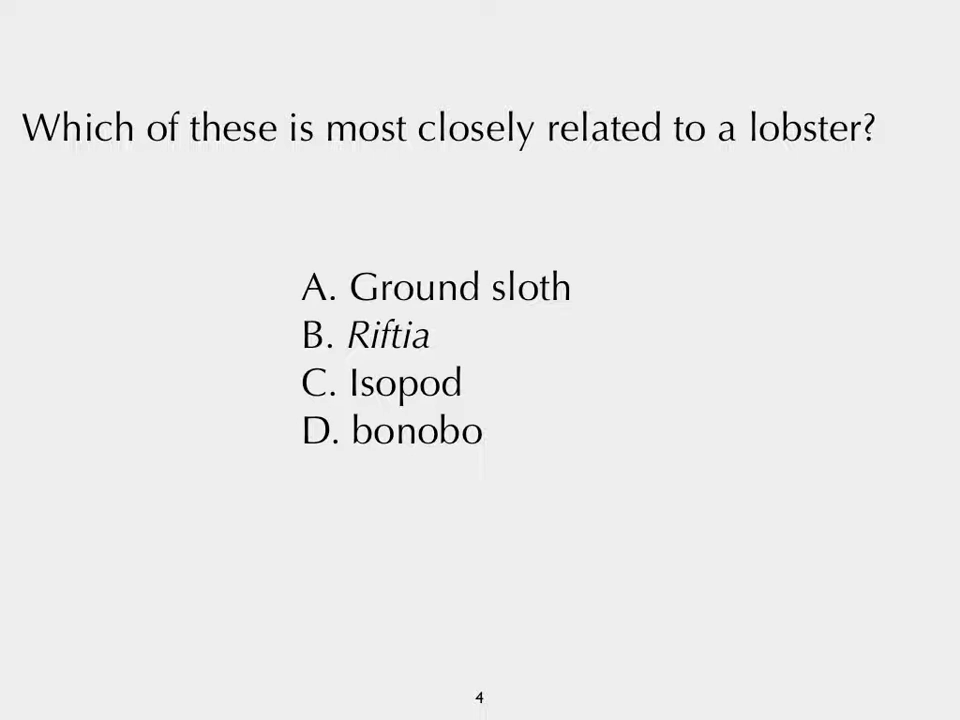 Which of these is most closely related to a lobster?
A. Ground sloth
B. Riftia
C. Isopod
D. bonobo
4